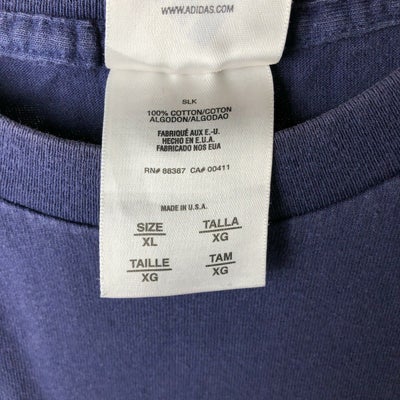 WWW.ADIDAS.COM
SLK
100% COTTON/COTON
ALGODON/ALGODAO
FABRIQUÉ AUX E.-U.
HECHO EN E.U.A.
FABRICADO NOS EUA
RN# 88387 CA# 00411
MADE IN U.S.A.
SIZE TALLA
XL XG
TAILLE TAM
XG XG